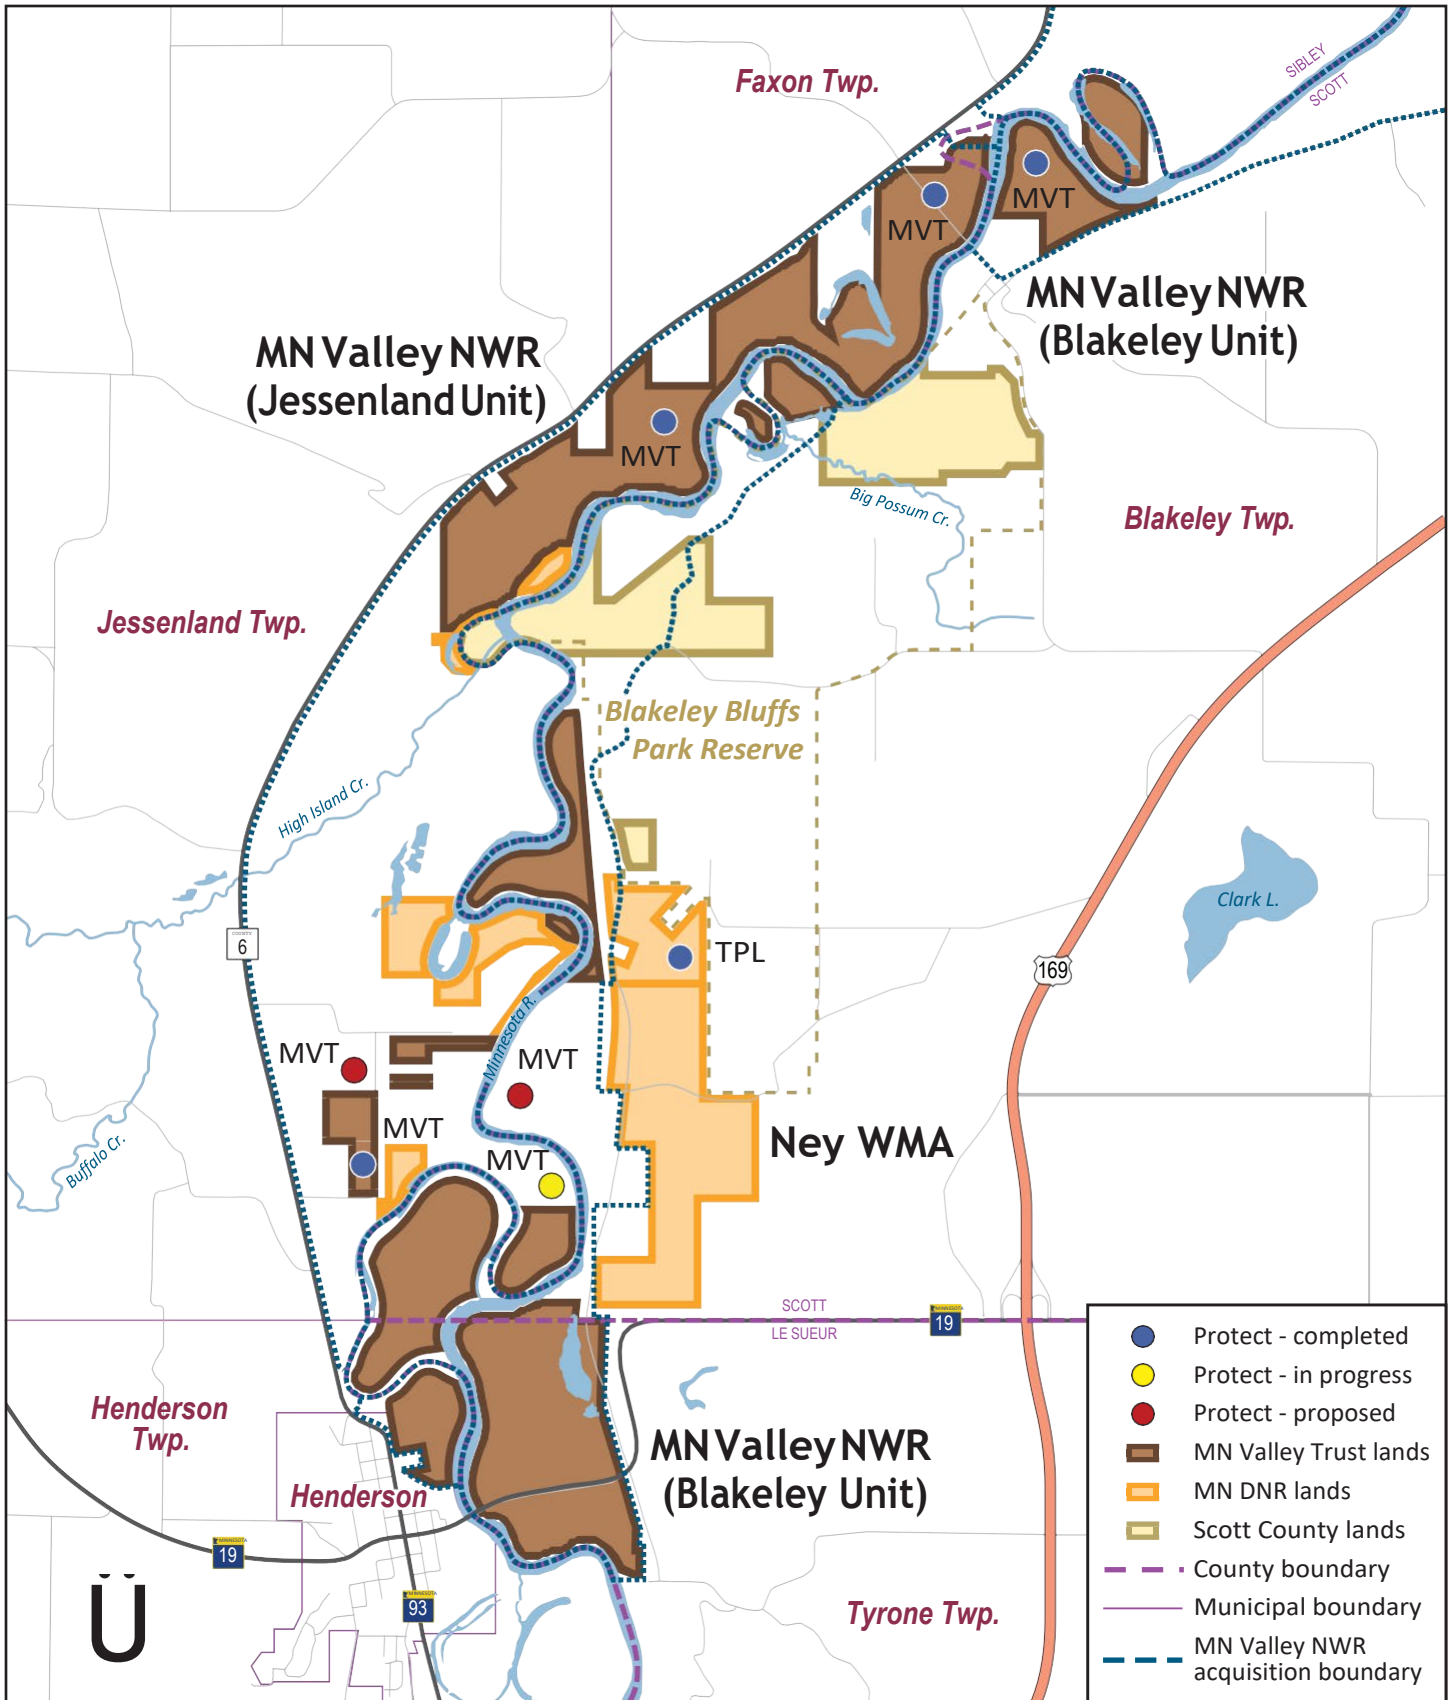 Faxon Twp.
SIBLEY
SCOTT
MVT
MVT
MN Valley NWR
(Blakeley Unit)
MN Valley NWR
(Jessenland Unit)
MVT
Big Possum Cr.
Blakeley Twp.
Jessenland Twp.
Blakeley Bluffs
Park Reserve
High Island Cr.
Clark L.
COUNTY
6
TPL
169
Minnesota R.
MVT
MVT
MVT
Ney WMA
MVT
Buffalo Cr.
SCOTT
LE SUEUR
MINNESOTA
19
Henderson
Twp.
MN Valley NWR
(Blakeley Unit)
Henderson
MINNESOTA
19
MINNESOTA
93
Tyrone Twp.
Ü
Protect - completed
Protect - in progress
Protect - proposed
MN Valley Trust lands
MN DNR lands
Scott County lands
County boundary
Municipal boundary
MN Valley NWR
acquisition boundary